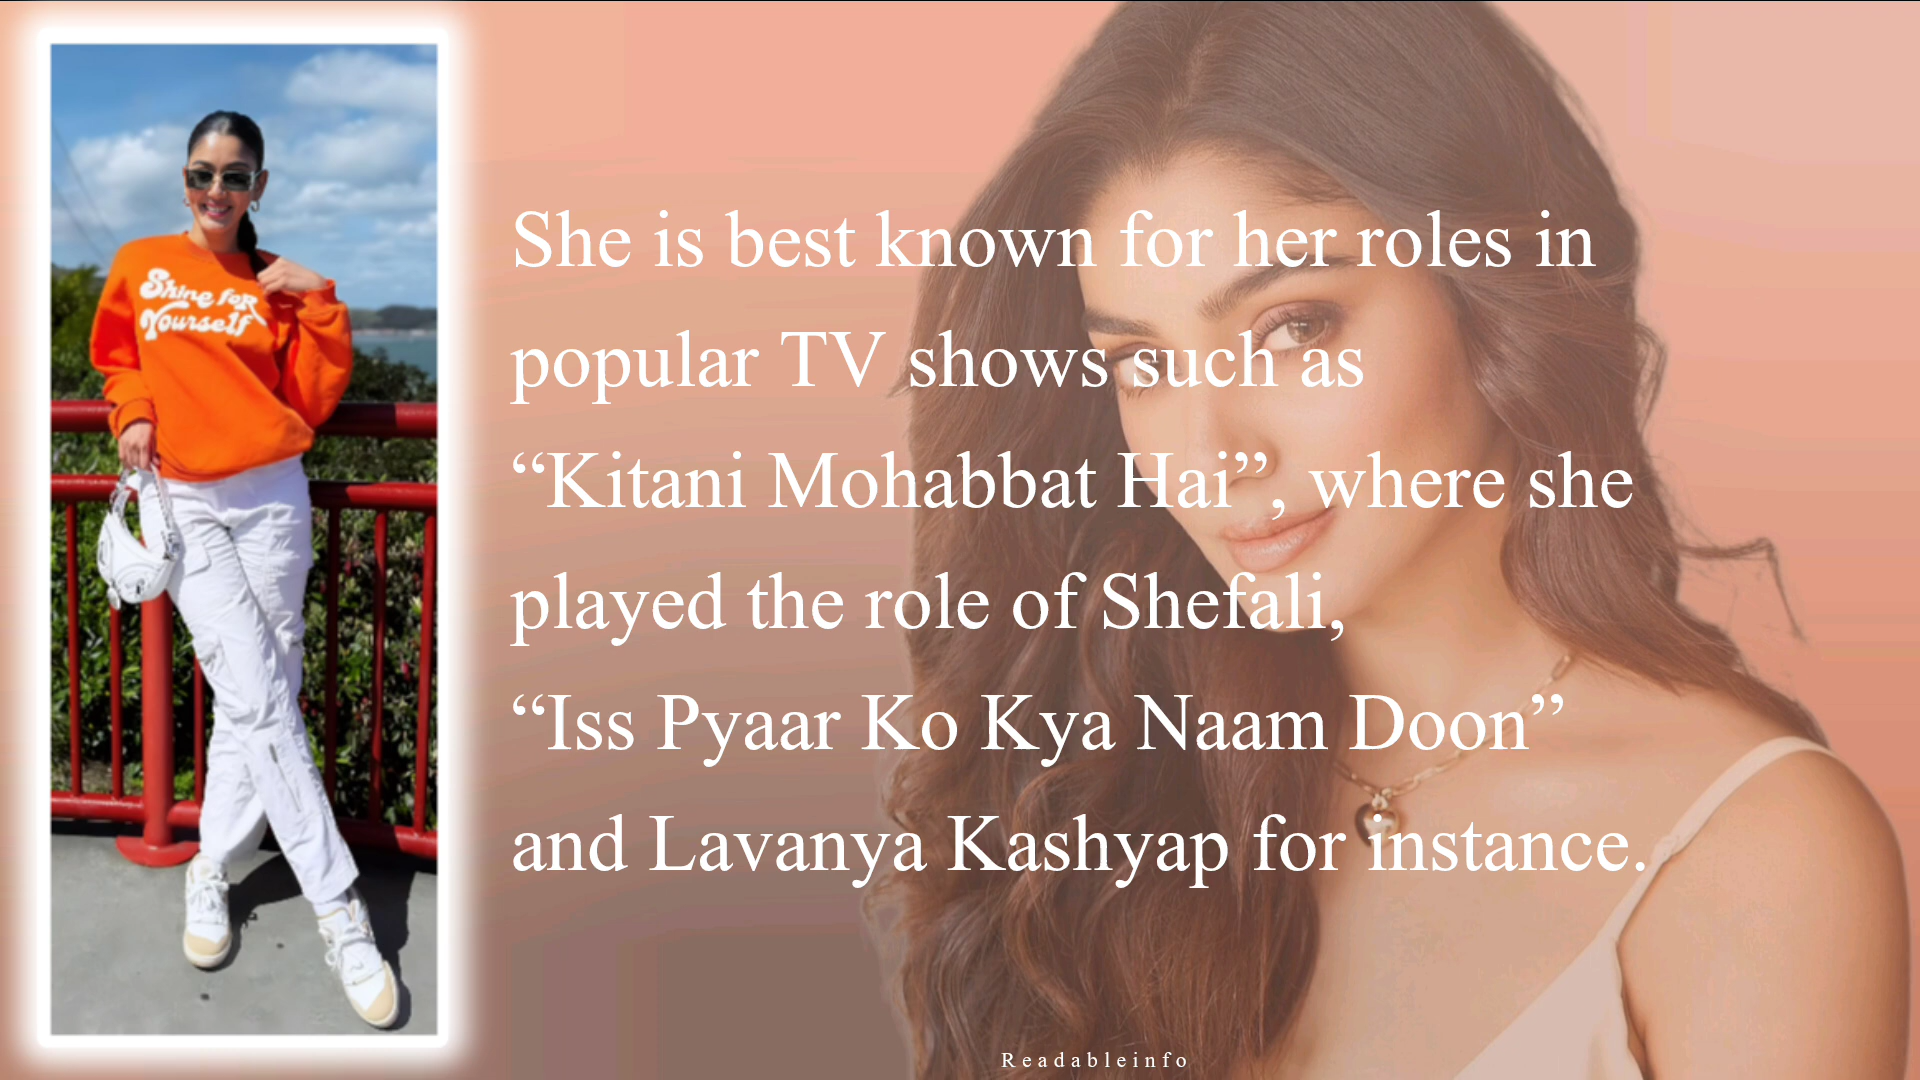 Shine foR
Yourself
She is best known for her roles in
popular TV shows such as
“Kitani Mohabbat Hai”, where she
played the role of Shefali,
“Iss Pyaar Ko Kya Naam Doon”
and Lavanya Kashyap for instance.
Readableinfo